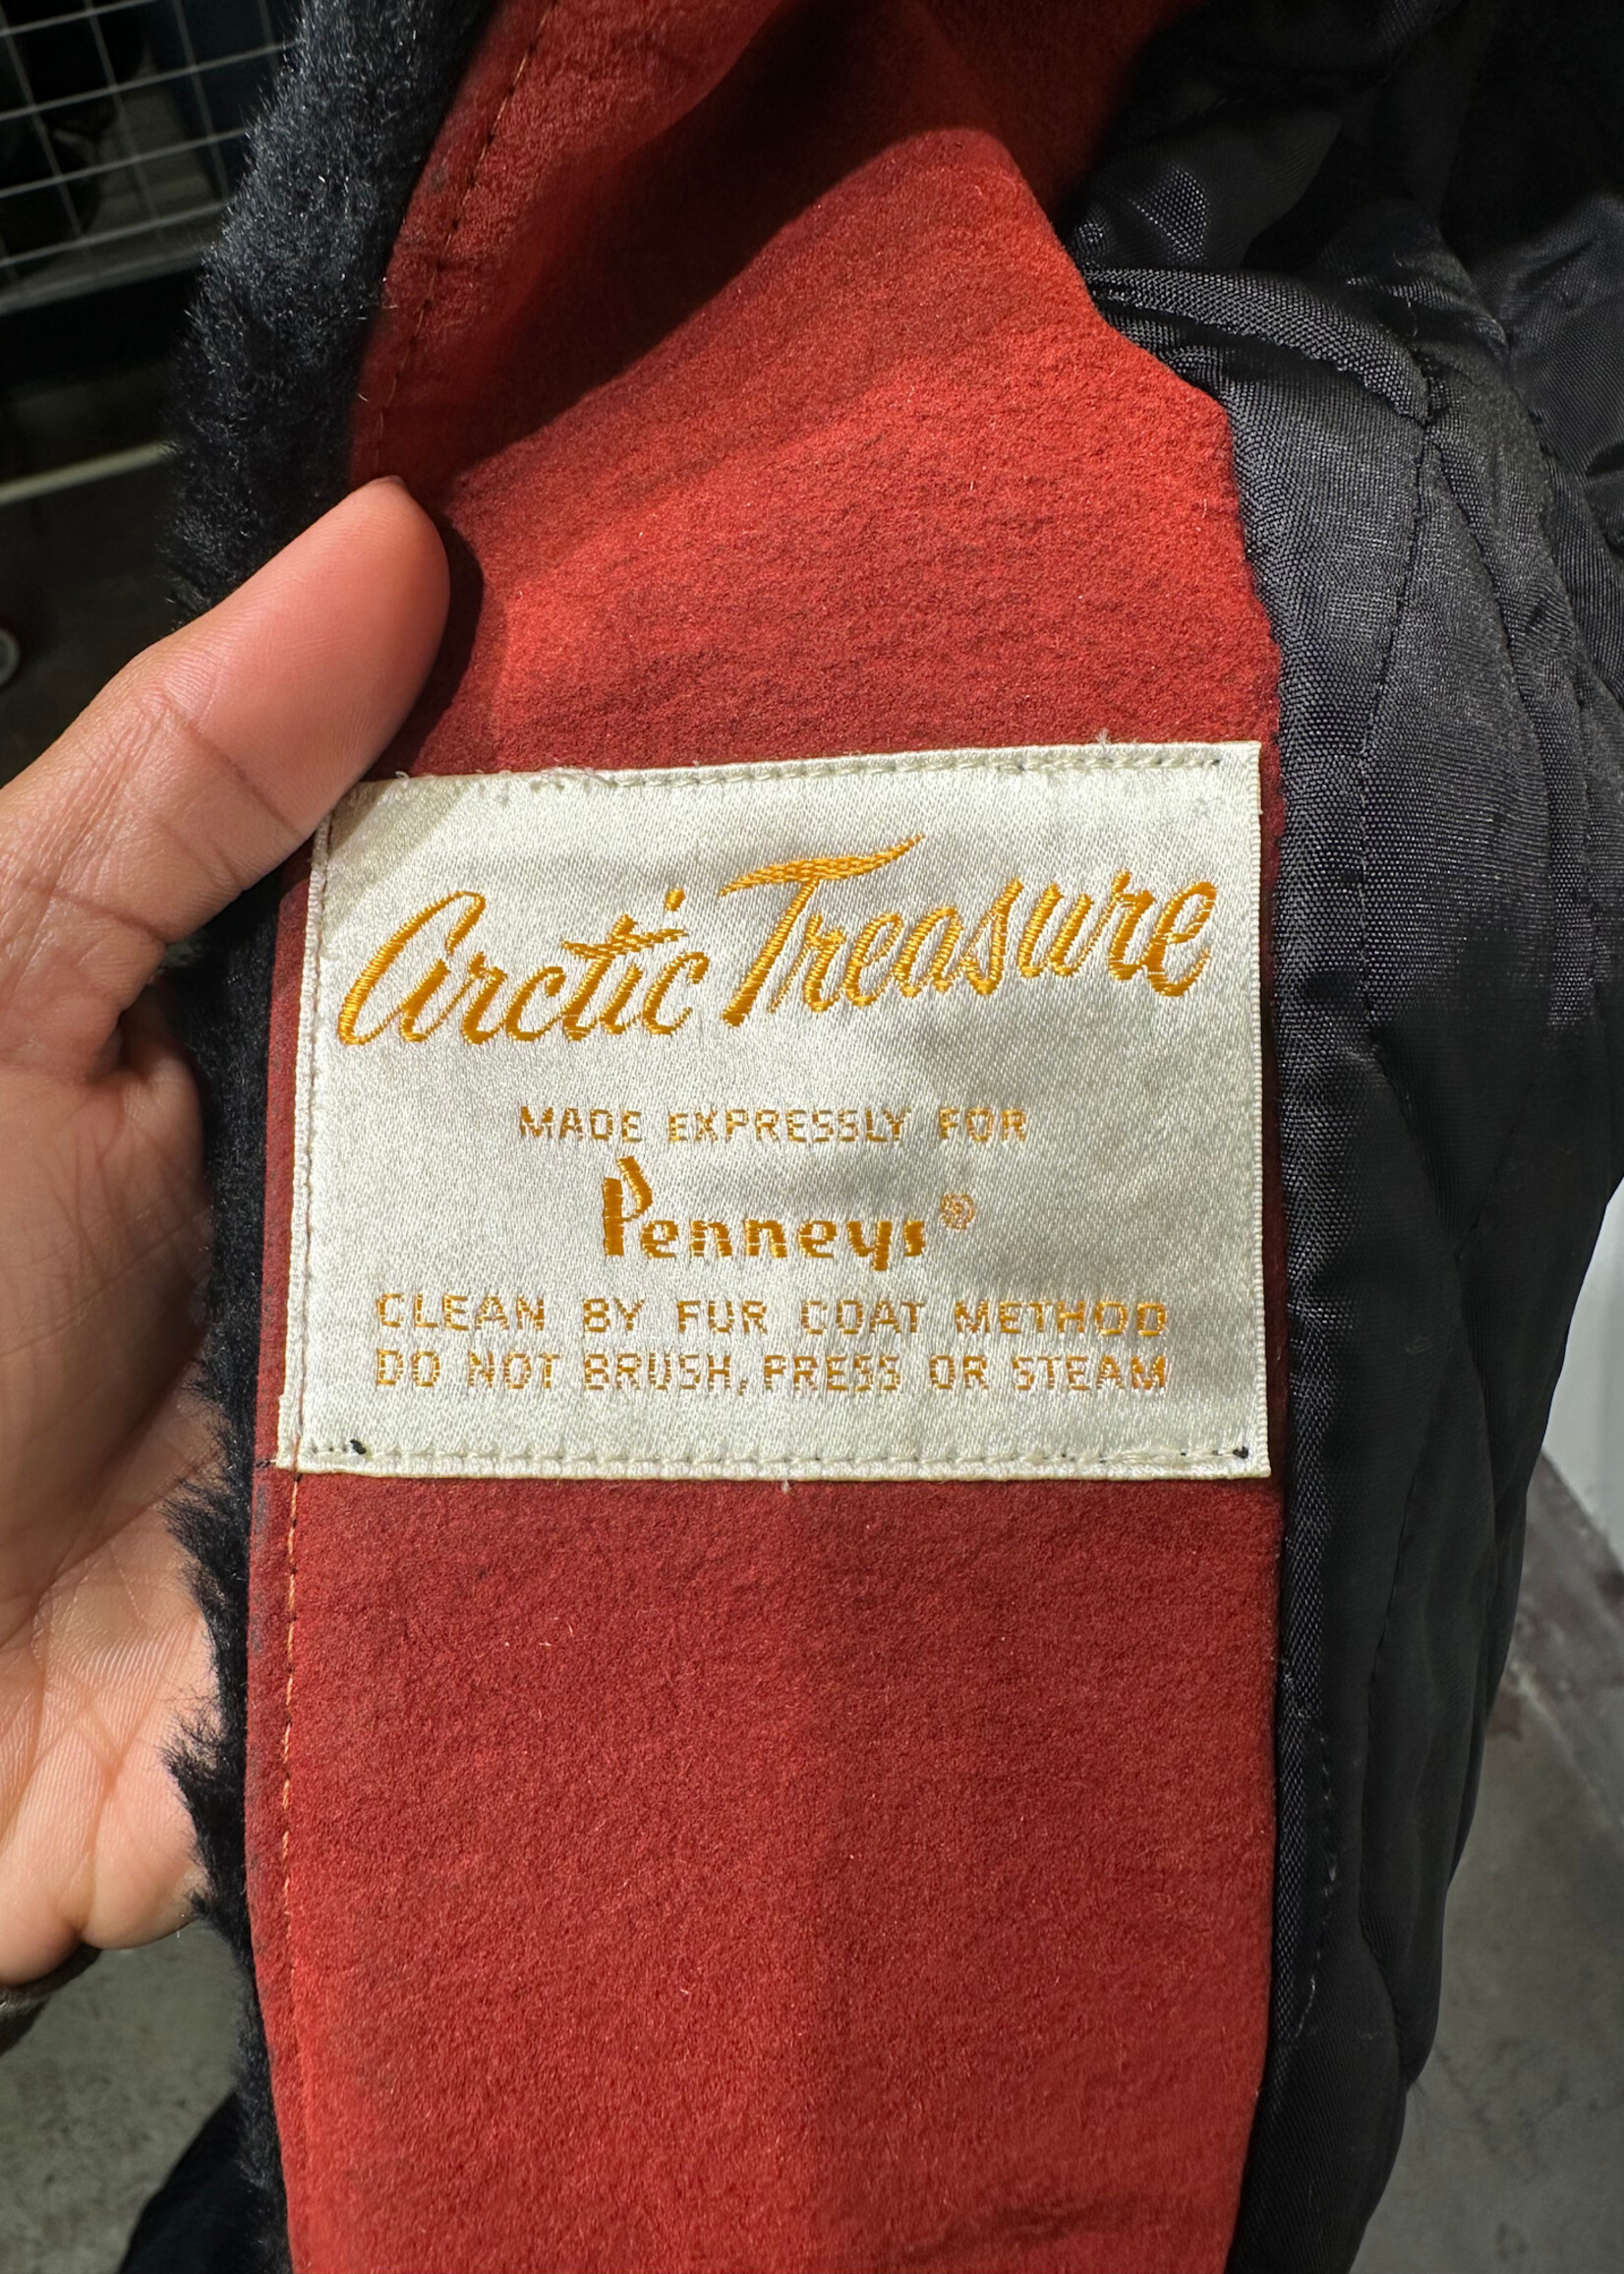 Arctic Treasure
MADE EXPRESSLY FOR
Penneys®
CLEAN BY FUR COAT METHOD
DO NOT BRUSH, PRESS OR STEAM